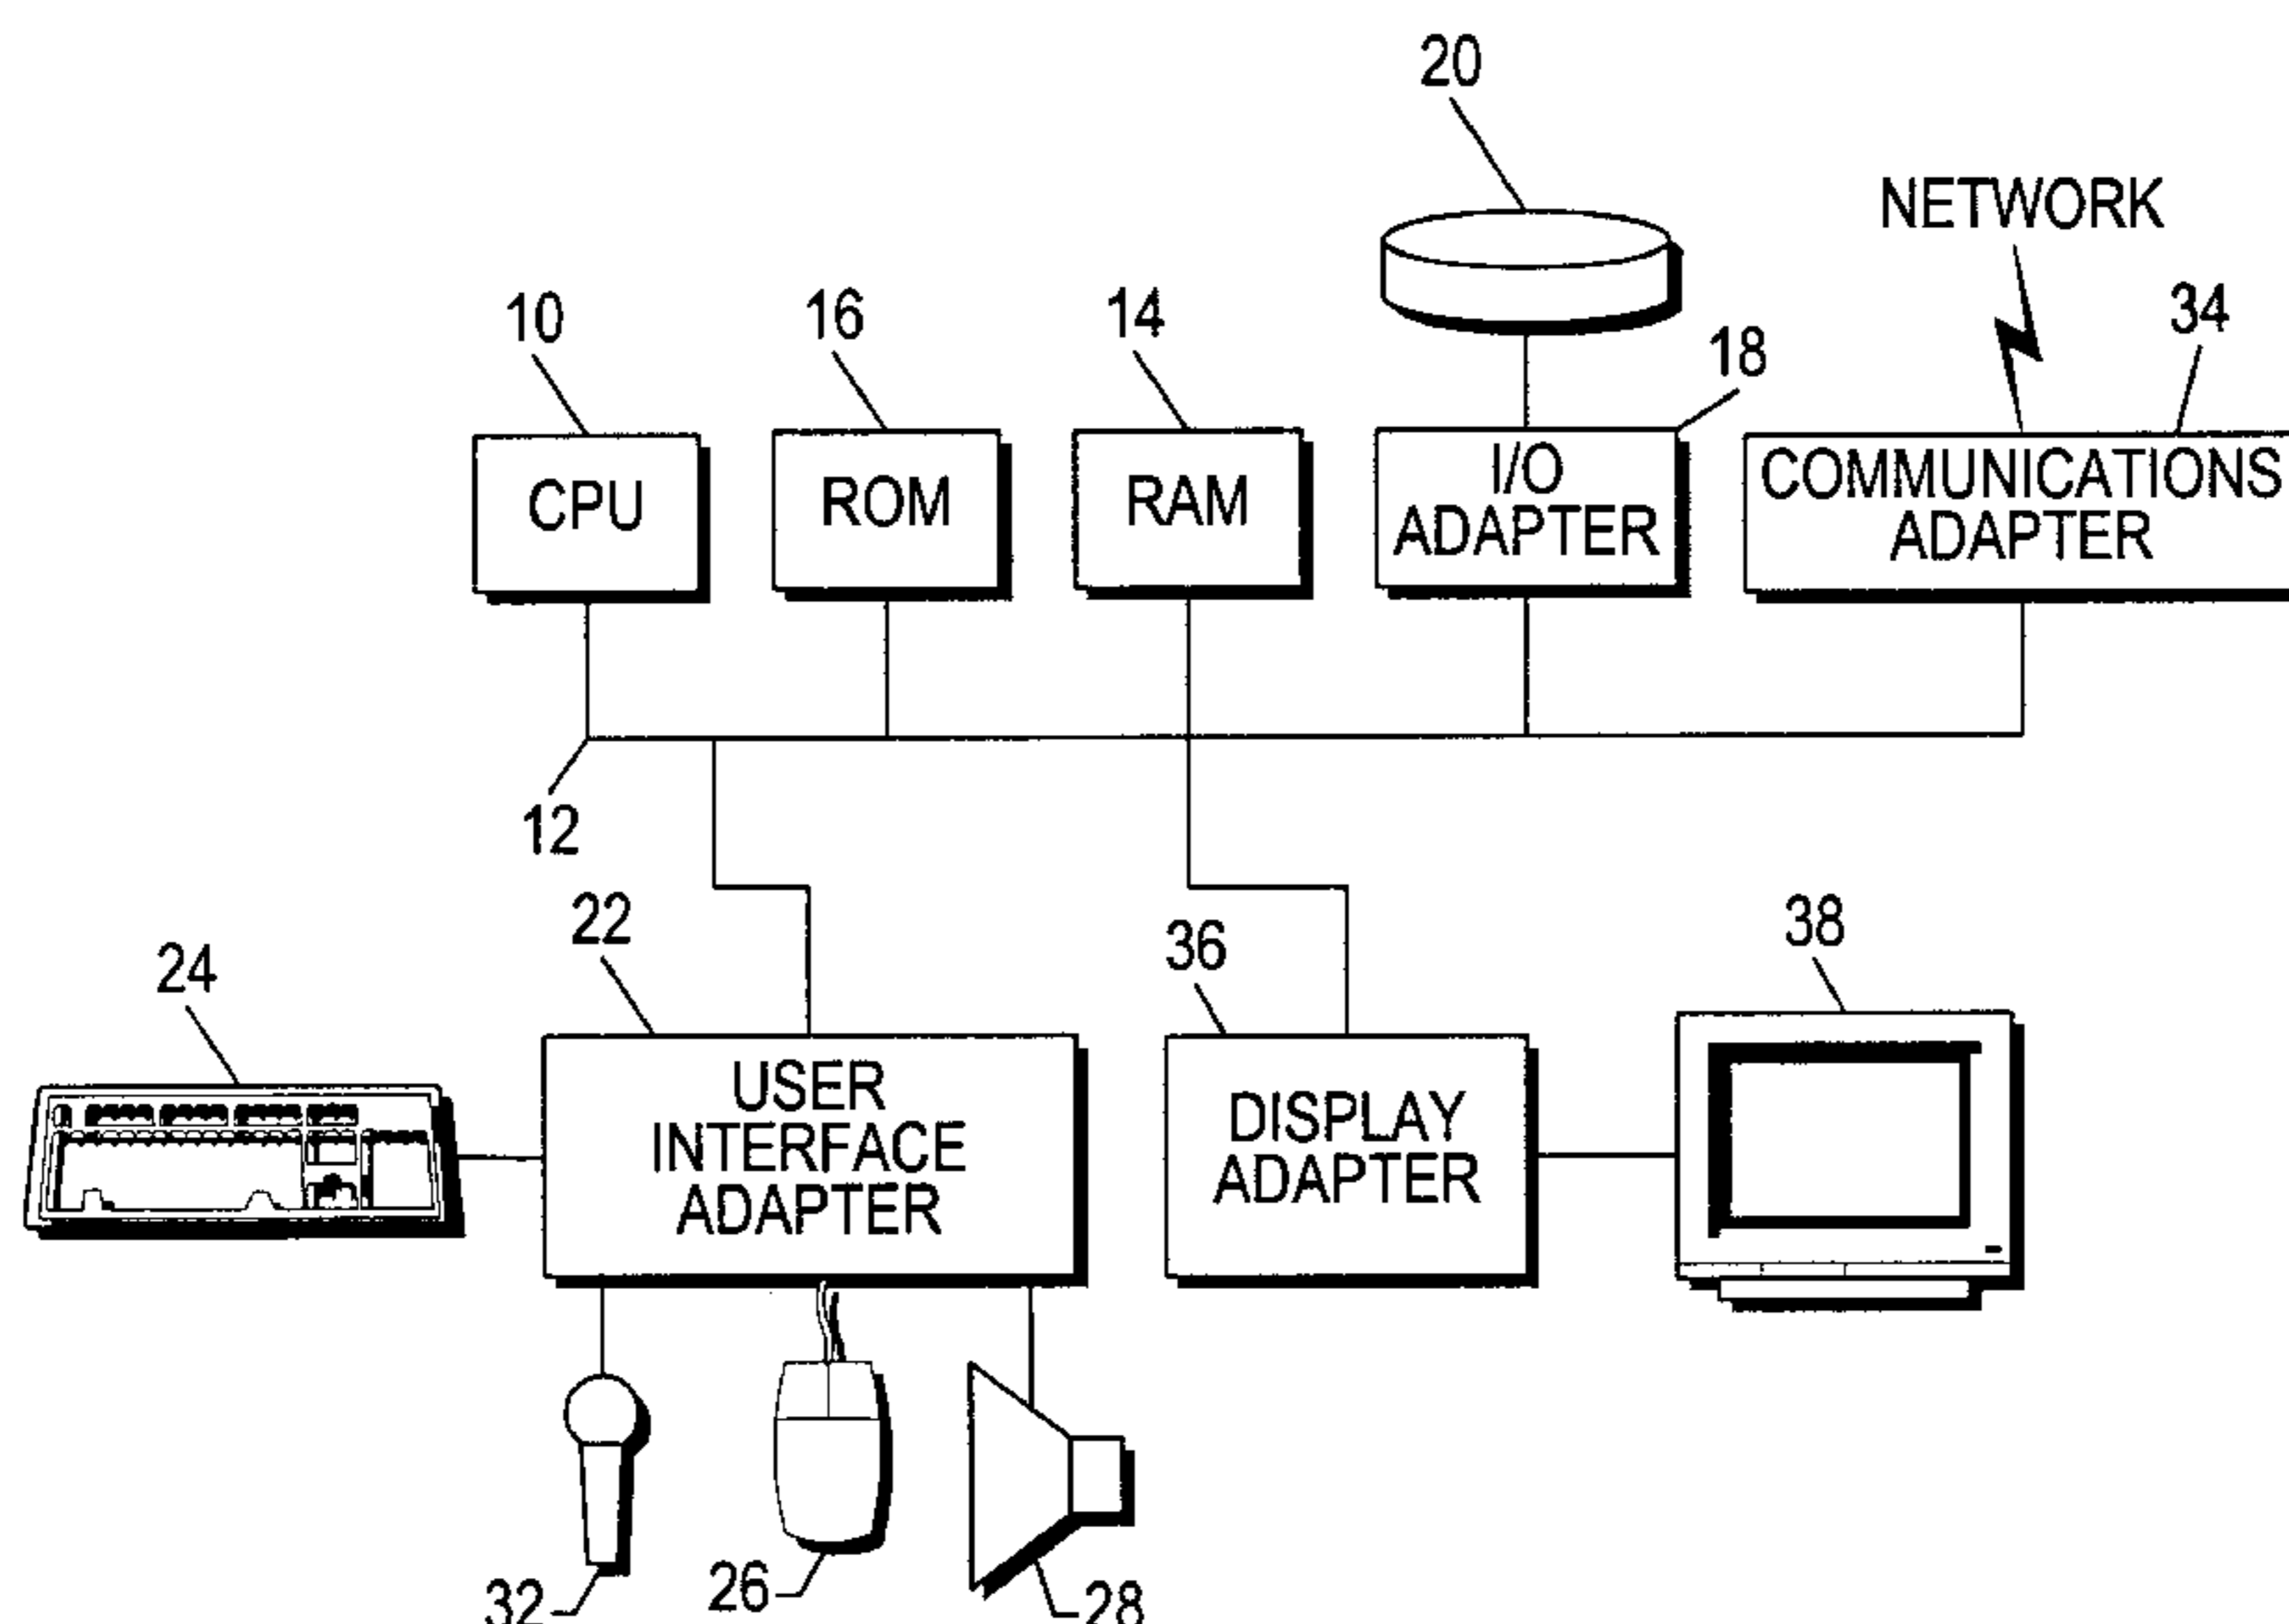 20
NETWORK
10
16
14
18
34
CPU
ROM
RAM
I/O
ADAPTER
COMMUNICATIONS
ADAPTER
12
22
36
38
24
USER
INTERFACE
ADAPTER
DISPLAY
ADAPTER
32
26
28